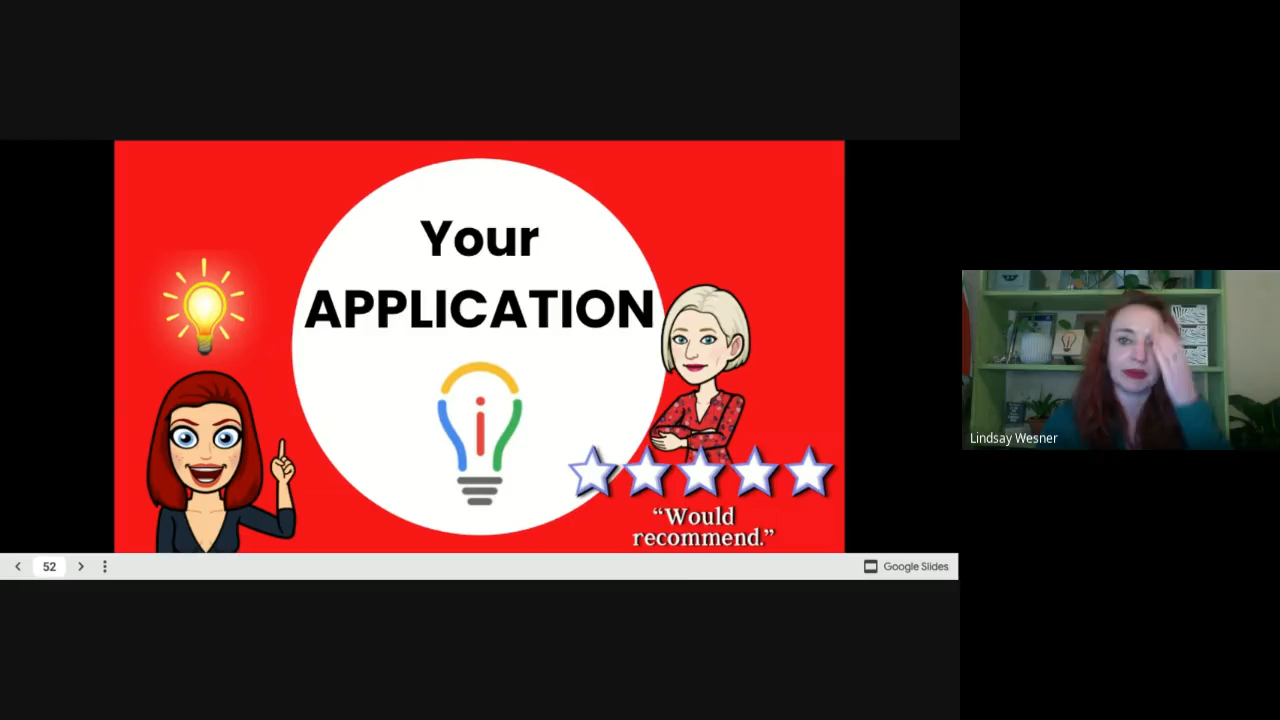 Your
APPLICATION
i
“Would
recommend.”
52
Google Slides
Lindsay Wesner